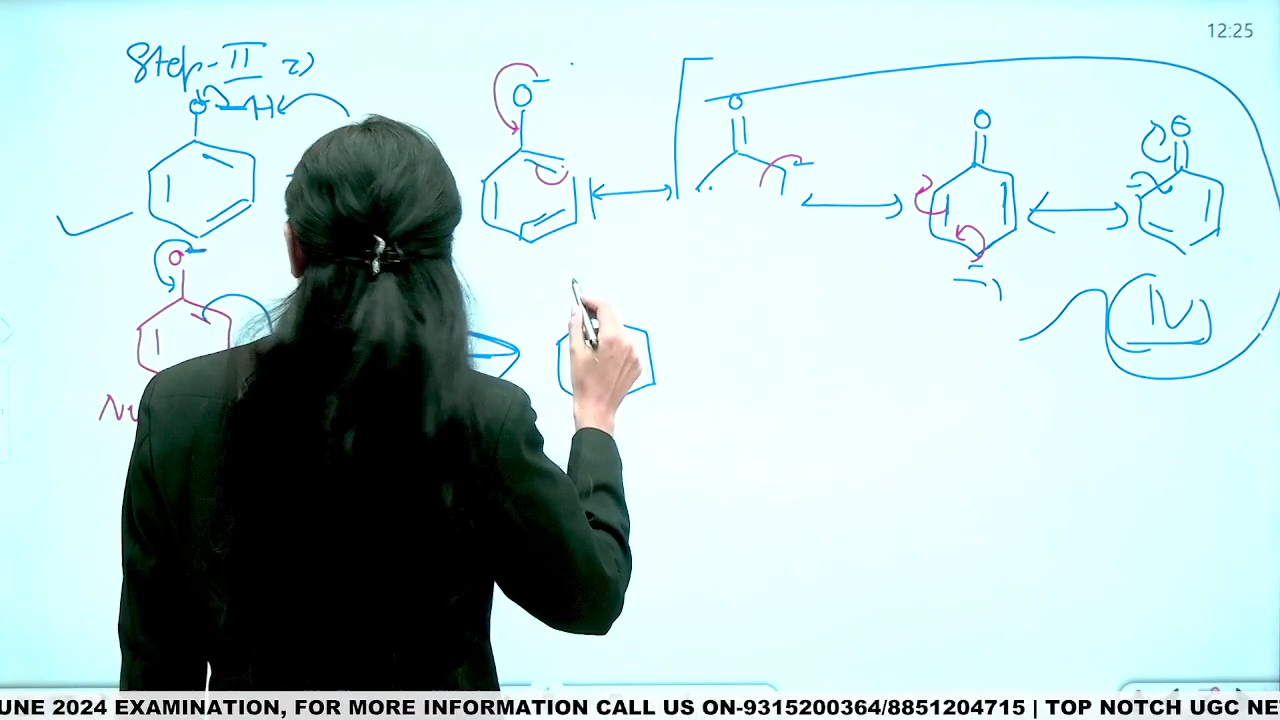 12:25
Step-II 2)
O-H
O-
O
O
O
O-
IV
UNE 2024 EXAMINATION, FOR MORE INFORMATION CALL US ON-9315200364/8851204715 | TOP NOTCH UGC NE